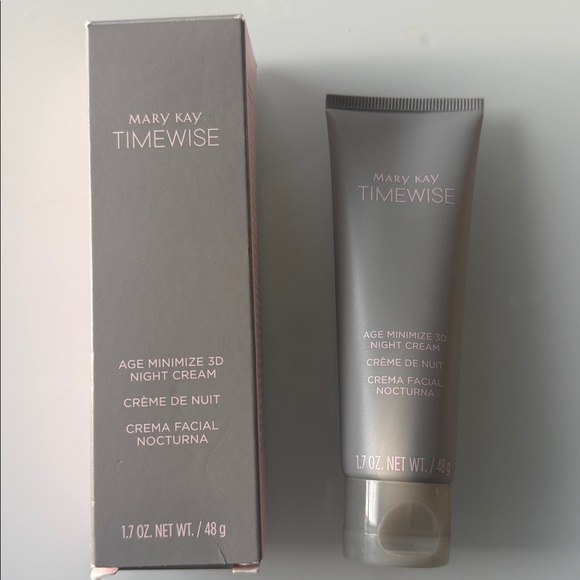 MARY KAY
TIMEWISE
AGE MINIMIZE 3D
NIGHT CREAM
CRÈME DE NUIT
CREMA FACIAL
NOCTURNA
1.7 OZ. NET WT. / 48 g
MARY KAY
TIMEWISE
AGE MINIMIZE 3D
NIGHT CREAM
CRÈME DE NUIT
CREMA FACIAL
NOCTURNA
1.7 OZ. NET WT. / 48 g